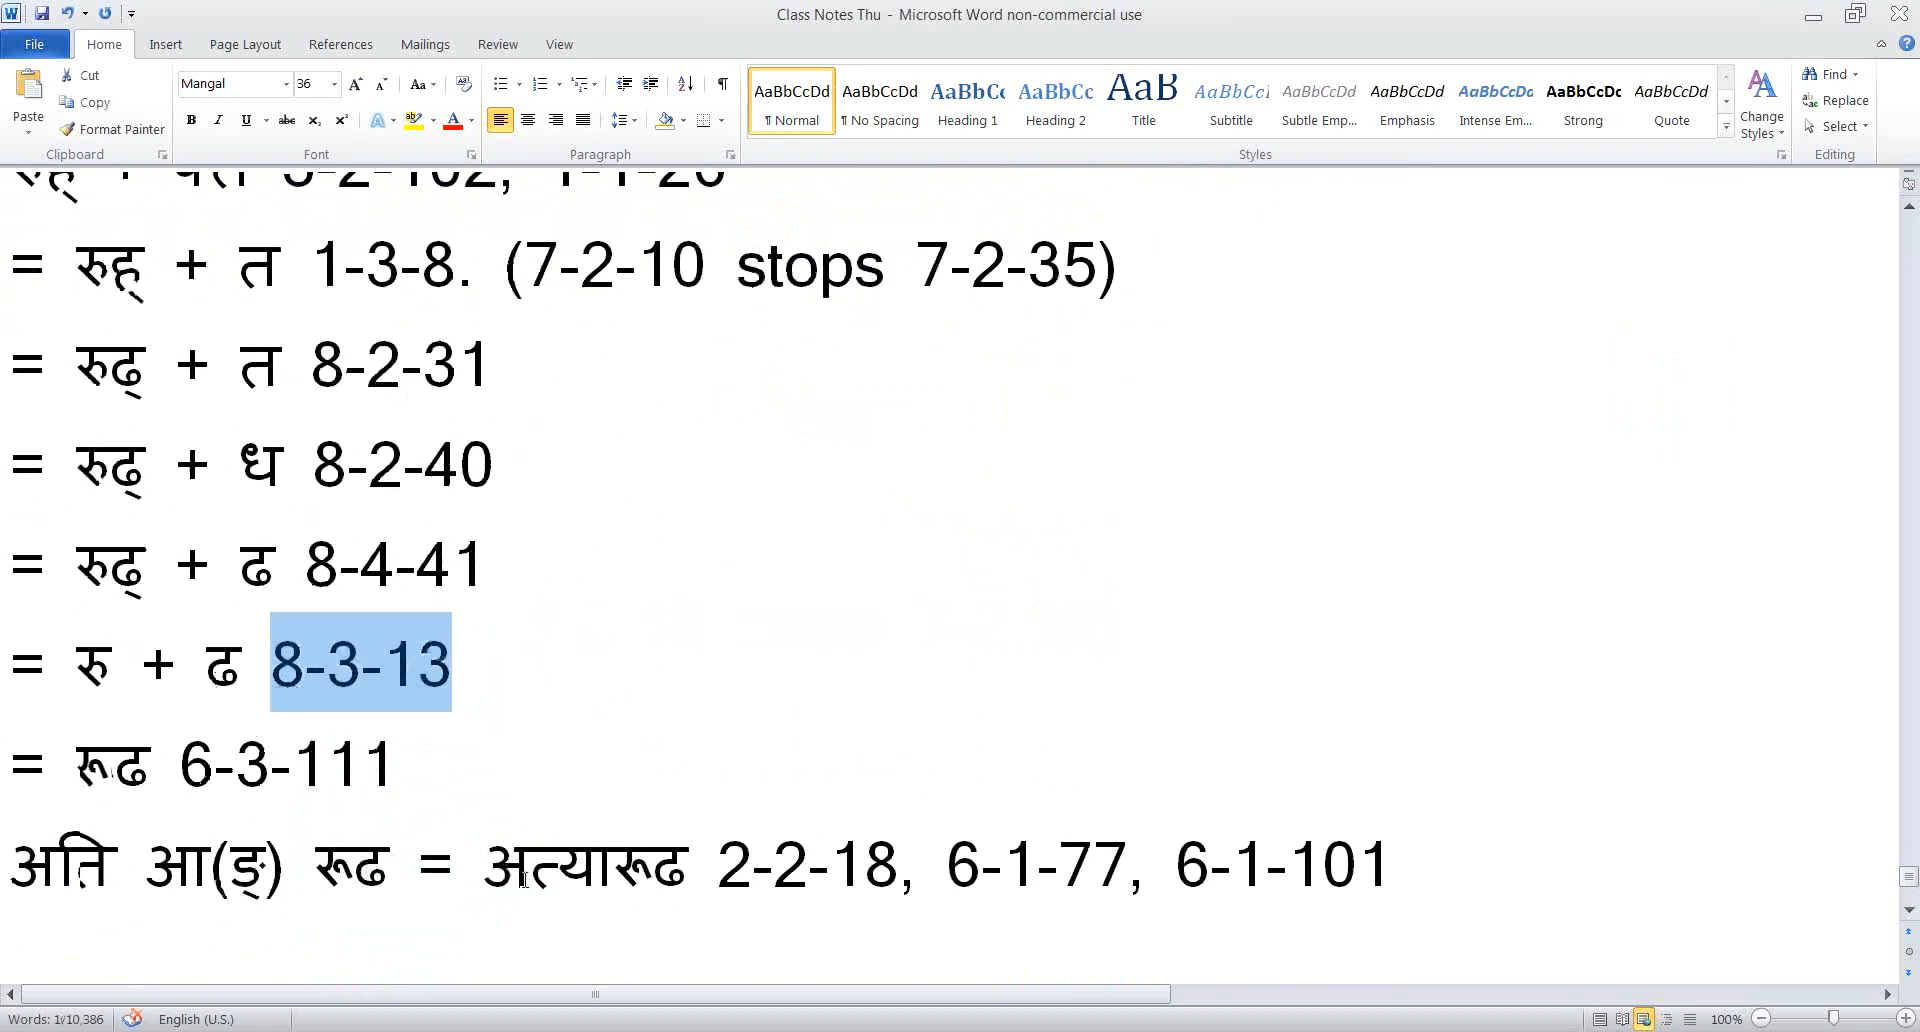 Class Notes Thu - Microsoft Word non-commercial use
File Home Insert Page Layout References Mailings Review View
Paste Cut Copy Format Painter Clipboard
Mangal 36 Aa Font
Paragraph
AaBbCcDd ¶ Normal
AaBbCcDd ¶ No Spacing
AaBbCc Heading 1
AaBbCc Heading 2
AaB Title
AaBbCc Subtitle
AaBbCcDd Subtle Emp...
AaBbCcDd Emphasis
AaBbCcDd Intense Em...
AaBbCcDc Strong
AaBbCcDd Quote
Styles
Change Styles
Find Replace Select Editing
= रुह् + त 1-3-8. (7-2-10 stops 7-2-35)
= रुढ् + त 8-2-31
= रुढ् + ध 8-2-40
= रुढ् + ढ 8-4-41
= रु + ढ 8-3-13
= रूढ 6-3-111
अति आ(ङ्) रूढ = अत्यारूढ 2-2-18, 6-1-77, 6-1-101
Words: 1/10,386 English (U.S.) 100%